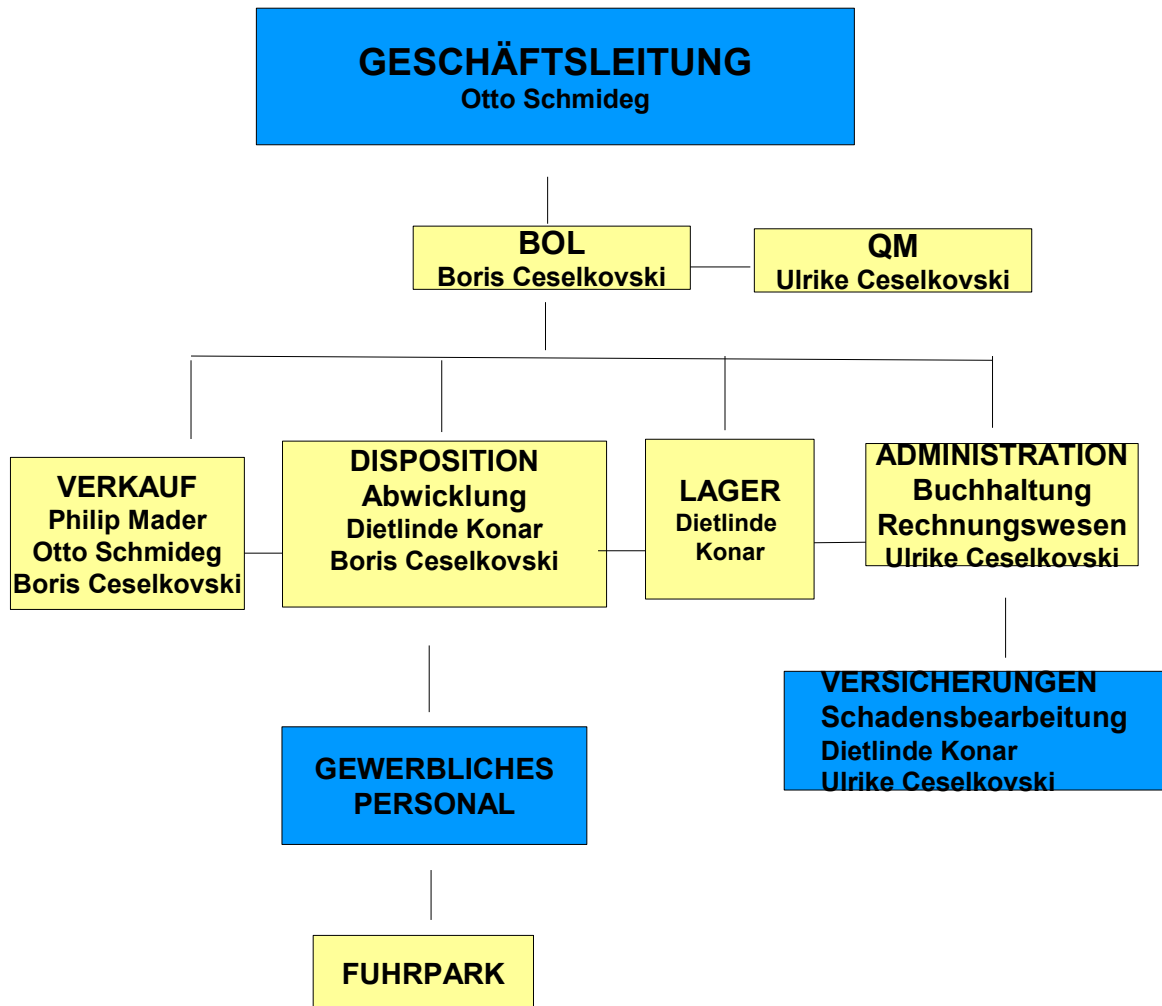 GESCHÄFTSLEITUNG
Otto Schmideg
BOL
Boris Ceselkovski
QM
Ulrike Ceselkovski
VERKAUF
Philip Mader
Otto Schmideg
Boris Ceselkovski
DISPOSITION
Abwicklung
Dietlinde Konar
Boris Ceselkovski
LAGER
Dietlinde
Konar
ADMINISTRATION
Buchhaltung
Rechnungswesen
Ulrike Ceselkovski
VERSICHERUNGEN
Schadensbearbeitung
Dietlinde Konar
Ulrike Ceselkovski
GEWERBLICHES
PERSONAL
FUHRPARK